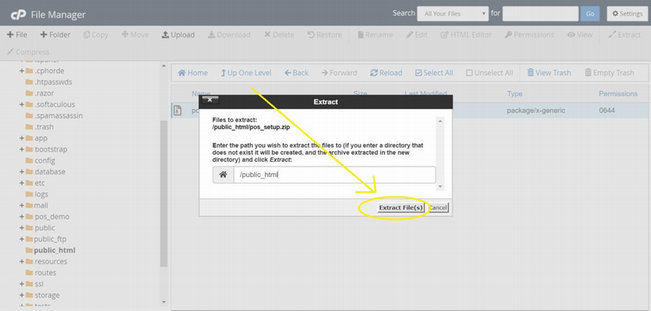 cP File Manager
Search All Your Files for Go Settings
+ File + Folder Copy Move Upload Download Delete Restore Rename Edit HTML Editor Permissions View Extract
Compress
Home Up One Level Back Forward Reload Select All Unselect All View Trash Empty Trash
Name Size Last Modified Type Permissions
package/x-generic 0644
.cphorde
.htpasswds
.razor
.softaculous
.spamassassin
.trash
+ app
+ bootstrap
config
+ database
+ etc
logs
+ mail
+ pos_demo
+ public
+ public_ftp
public_html
+ resources
routes
+ ssl
+ storage
Extract
Files to extract:
/public_html/pos_setup.zip
Enter the path you wish to extract the files to (if you enter a directory that
does not exist it will be created, and the archive extracted in the new
directory) and click Extract:
/public_html
Extract File(s) Cancel